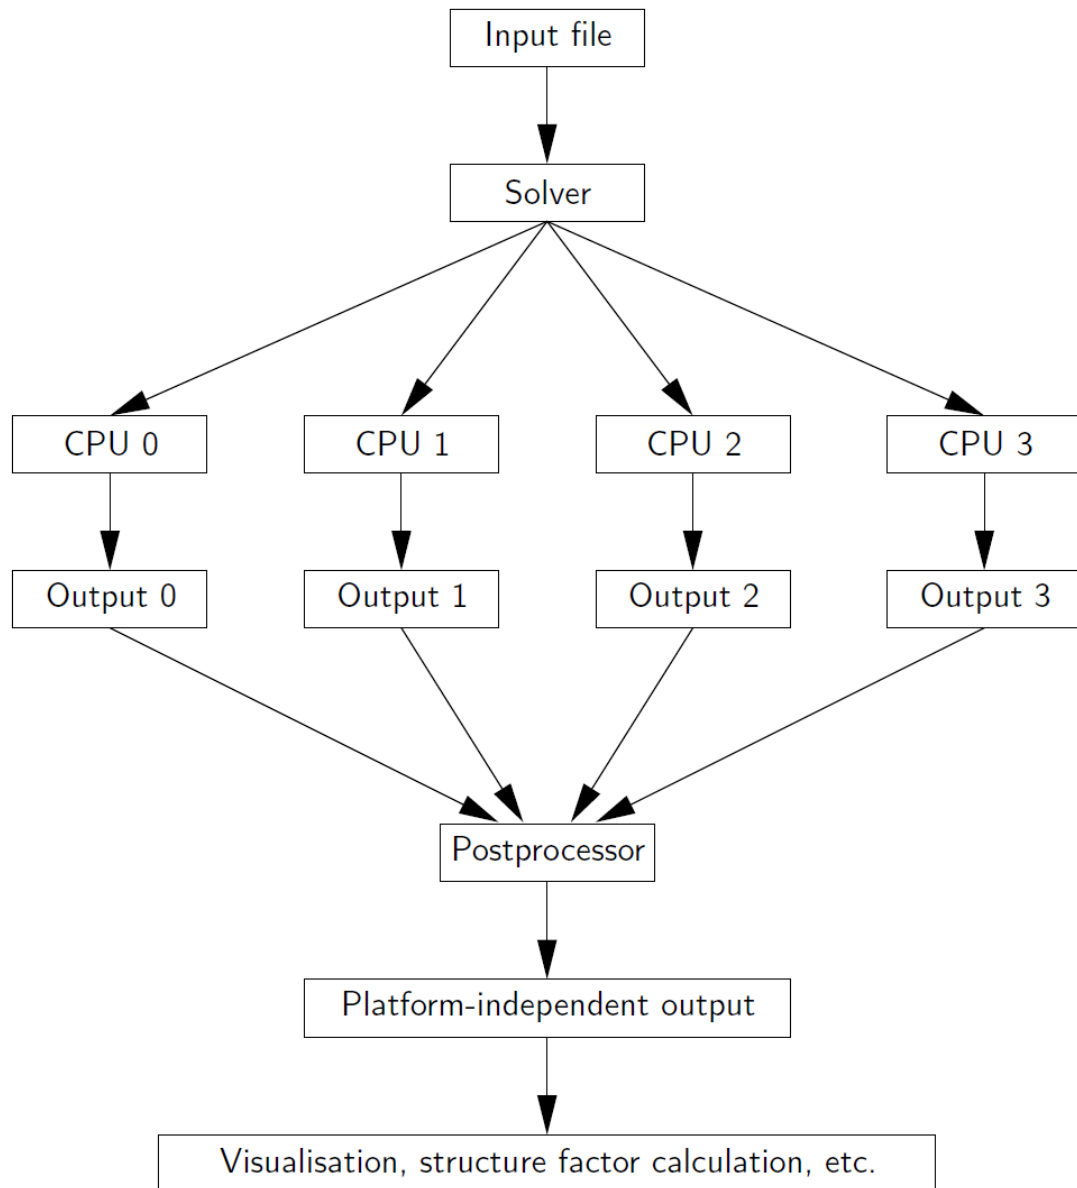 Input file
Solver
CPU 0
CPU 1
CPU 2
CPU 3
Output 0
Output 1
Output 2
Output 3
Postprocessor
Platform-independent output
Visualisation, structure factor calculation, etc.